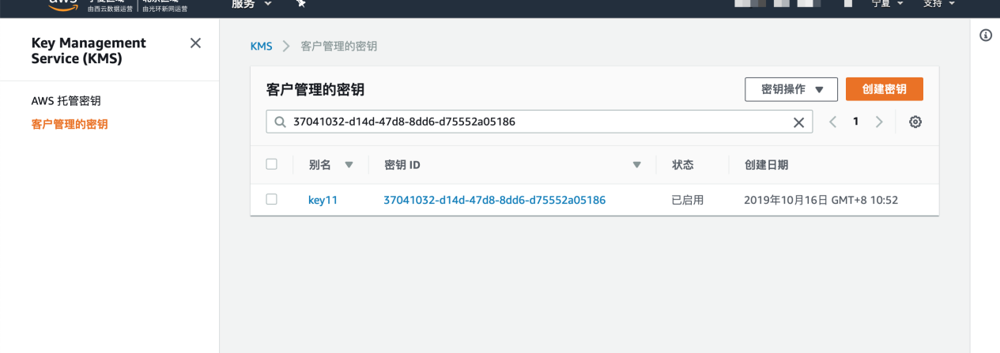 aws
由西云数据运营
由光环新网运营
服务
宁夏
支持
Key Management
Service (KMS)
AWS 托管密钥
客户管理的密钥
KMS
客户管理的密钥
客户管理的密钥
密钥操作
创建密钥
37041032-d14d-47d8-8dd6-d75552a05186
1
别名 密钥 ID 状态 创建日期
key11 37041032-d14d-47d8-8dd6-d75552a05186 已启用 2019年10月16日 GMT+8 10:52